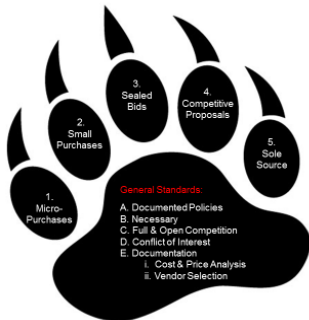 1.
Micro-
Purchases
2.
Small
Purchases
3.
Sealed
Bids
4.
Competitive
Proposals
5.
Sole
Source
General Standards:
A. Documented Policies
B. Necessary
C. Full & Open Competition
D. Conflict of Interest
E. Documentation
i. Cost & Price Analysis
ii. Vendor Selection